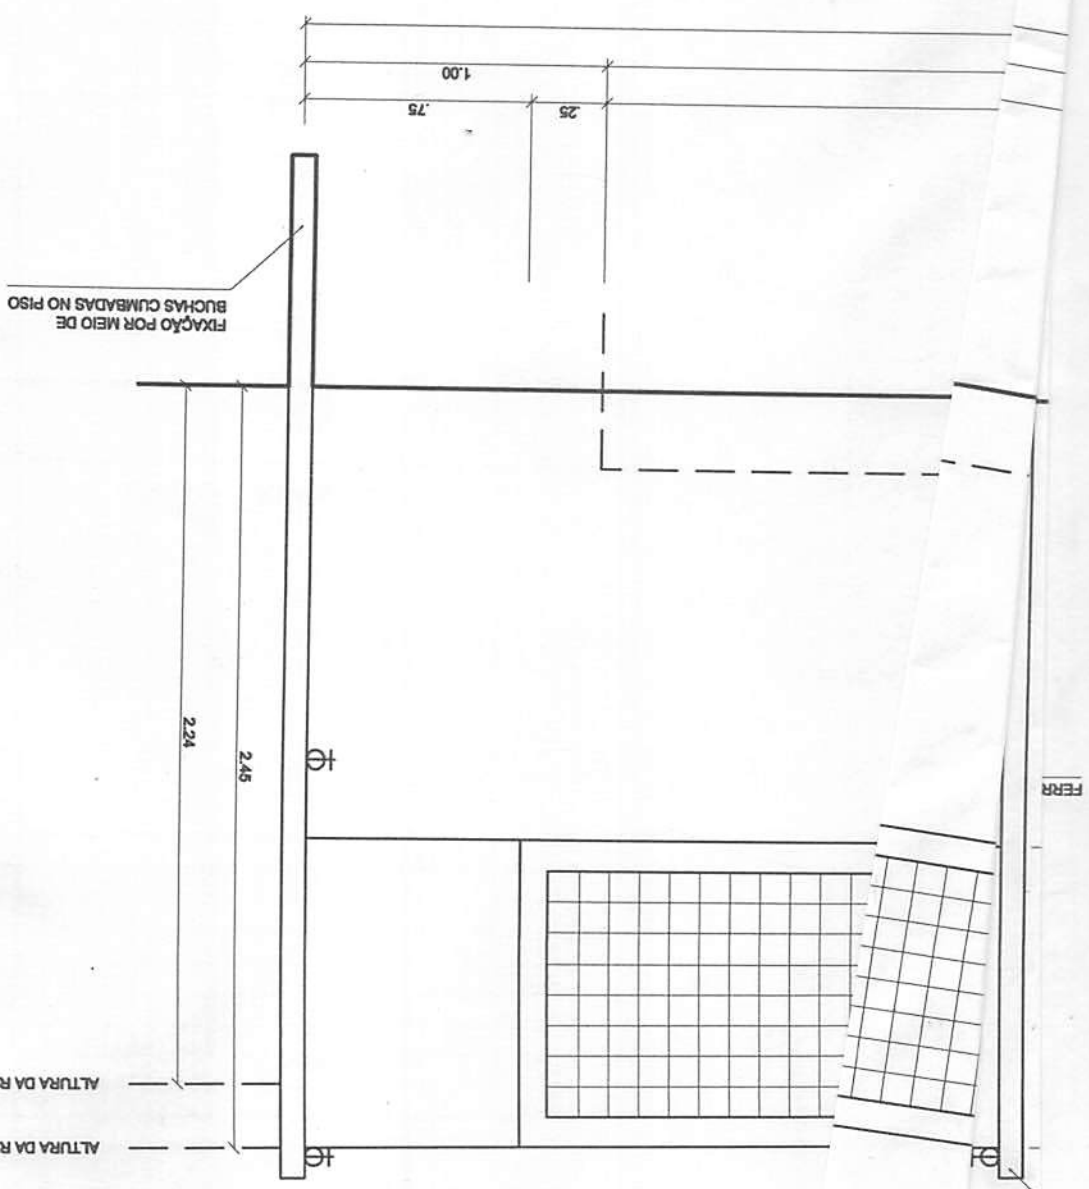 ALTURA DA R
ALTURA DA R
2.45
2.24
FERR
FIXAÇÃO POR MEIO DE
BUCHAS CUMBADAS NO PISO
.25
.75
1.00